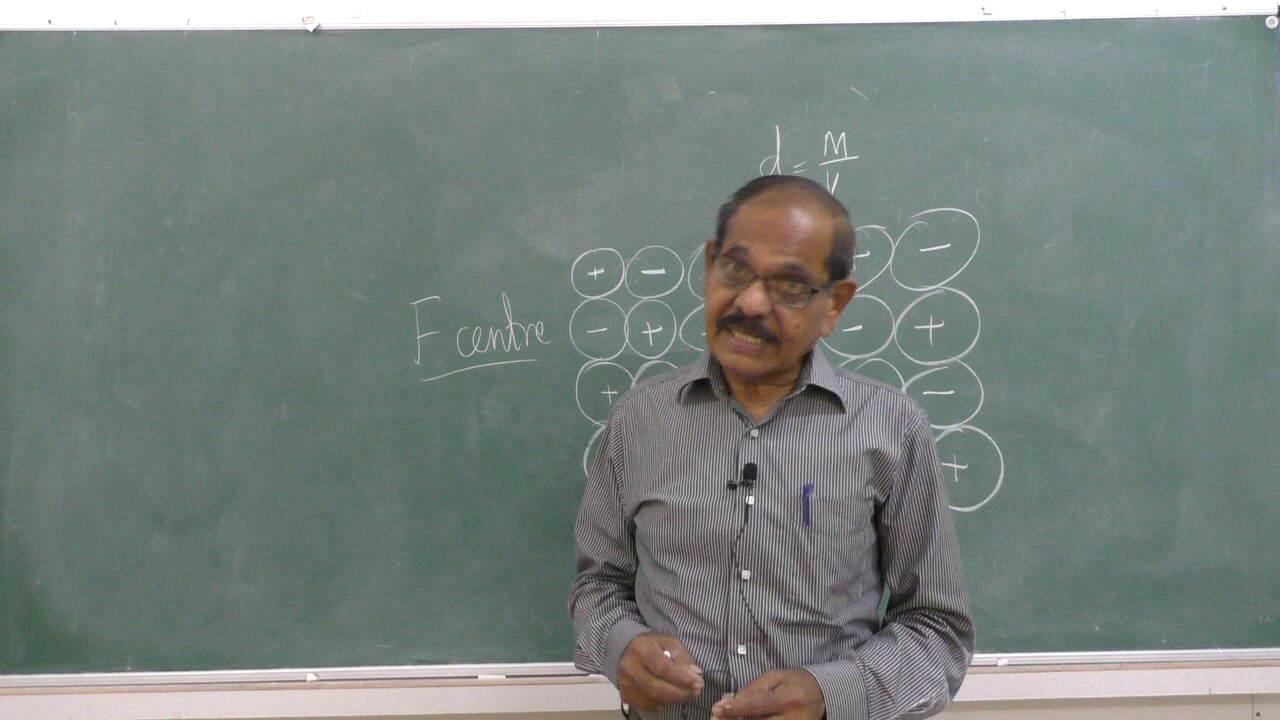 d = M
V
+ - + -
F centre
- + - +
+ -
+